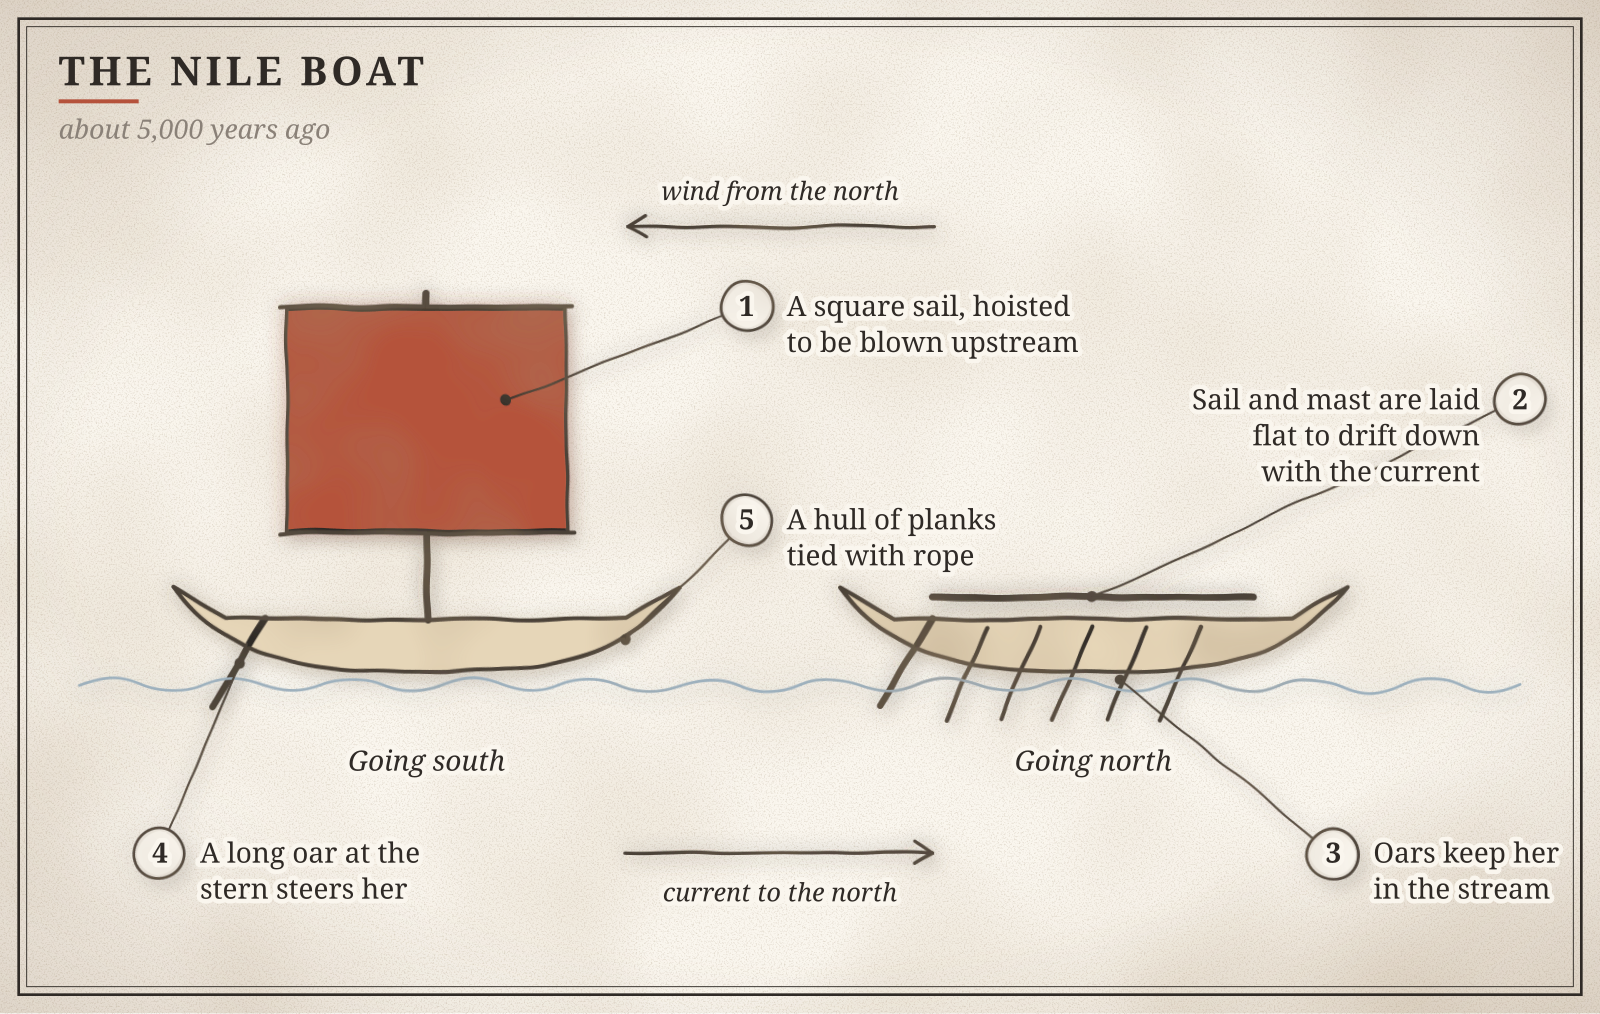 THE NILE BOAT
about 5,000 years ago
wind from the north
1
A square sail, hoisted
to be blown upstream
2
Sail and mast are laid
flat to drift down
with the current
5
A hull of planks
tied with rope
Going south
Going north
4
A long oar at the
stern steers her
current to the north
3
Oars keep her
in the stream